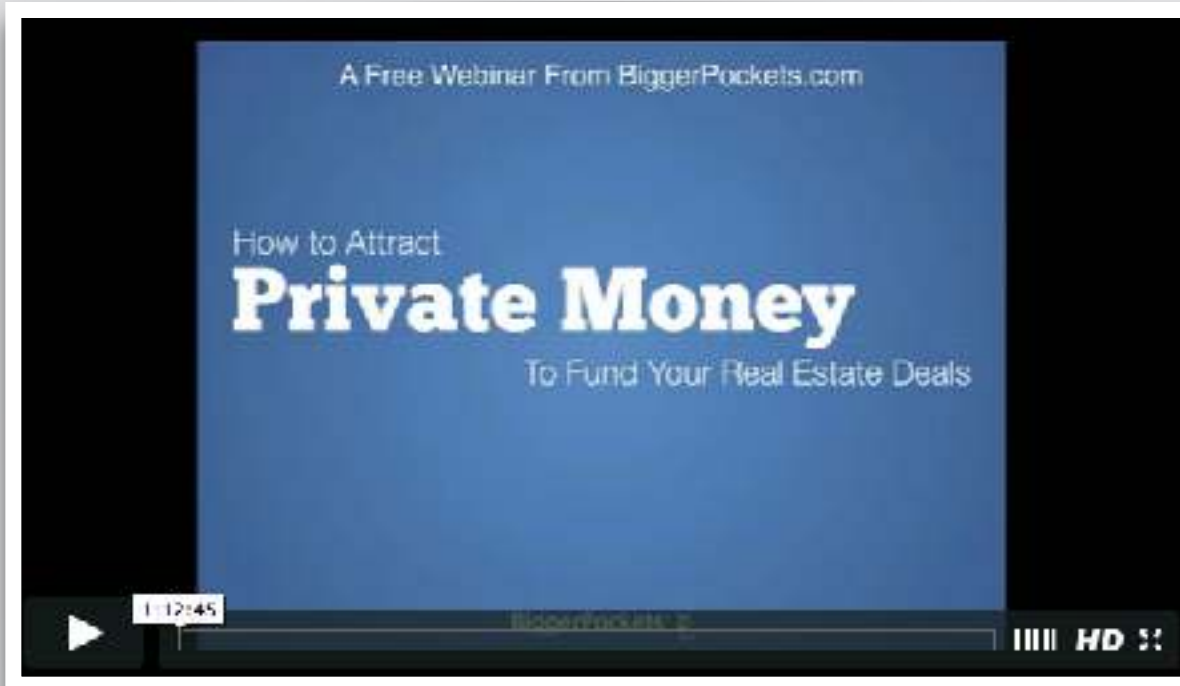 A Free Webinar From BiggerPockets.com
How to Attract
Private Money
To Fund Your Real Estate Deals
BiggerPockets
1:12:45
HD